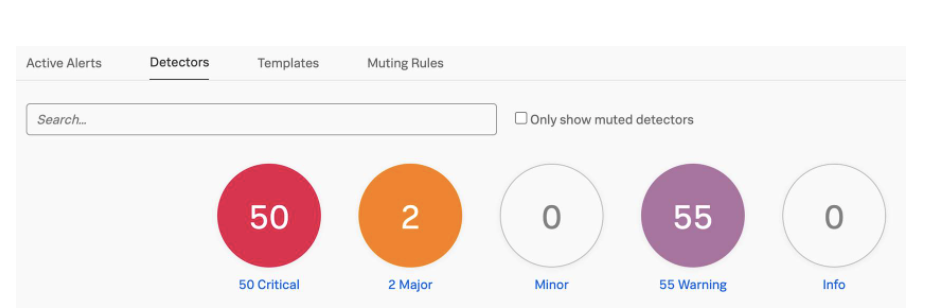 Active Alerts Detectors Templates Muting Rules
Search...
Only show muted detectors
50 2 0 55 0
50 Critical 2 Major Minor 55 Warning Info